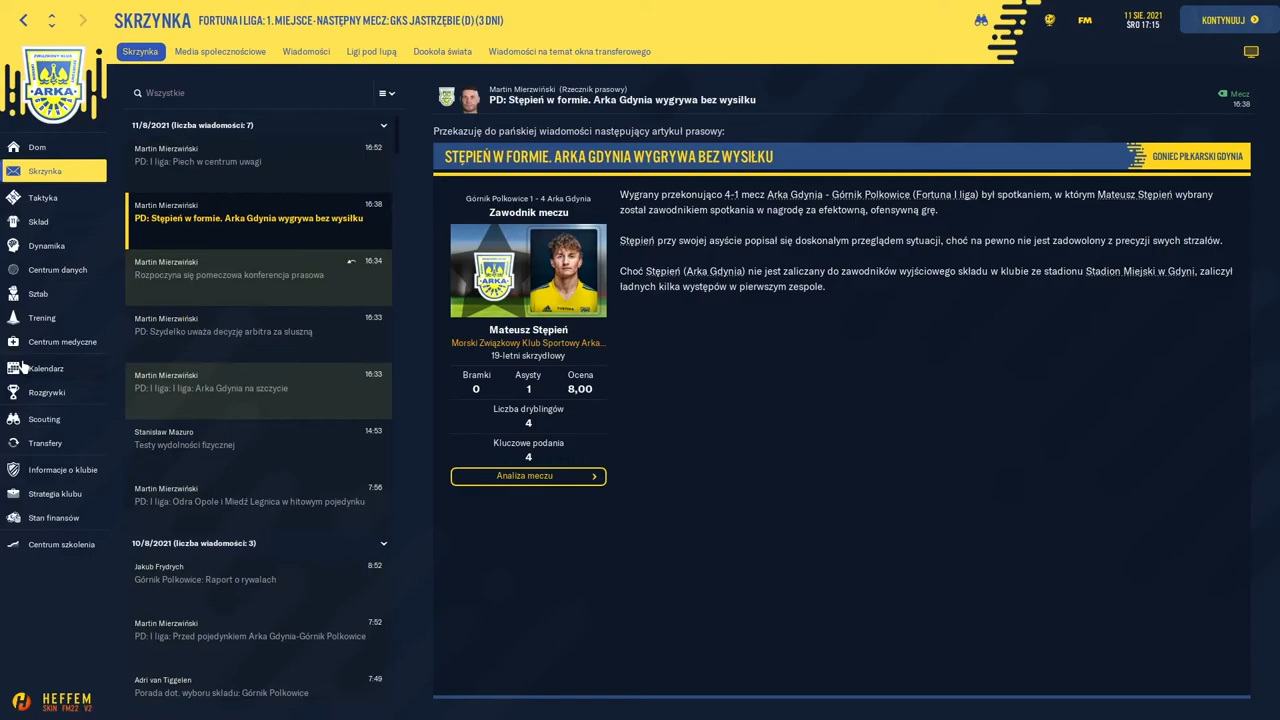 SKRZYNKA
FORTUNA I LIGA: 1. MIEJSCE - NASTĘPNY MECZ: GKS JASTRZĘBIE (D) (3 DNI)
FM
11 SIE. 2021
ŚRO 17:15
KONTYNUUJ
Skrzynka
Media społecznościowe
Wiadomości
Ligi pod lupą
Dookoła świata
Wiadomości na temat okna transferowego
ARKA
Dom
Skrzynka
Taktyka
Skład
Dynamika
Centrum danych
Sztab
Trening
Centrum medyczne
Kalendarz
Rozgrywki
Scouting
Transfery
Informacje o klubie
Strategia klubu
Stan finansów
Centrum szkolenia
HEFFEM
SKIN FM22 V2
Wszystkie
11/8/2021 (liczba wiadomości: 7)
Martin Mierzwiński 16:52
PD: I liga: Piech w centrum uwagi
Martin Mierzwiński 16:38
PD: Stępień w formie. Arka Gdynia wygrywa bez wysiłku
Martin Mierzwiński 16:34
Rozpoczyna się pomeczowa konferencja prasowa
Martin Mierzwiński 16:33
PD: Szydełko uważa decyzję arbitra za słuszną
Martin Mierzwiński 16:33
PD: I liga: I liga: Arka Gdynia na szczycie
Stanisław Mazuro 14:53
Testy wydolności fizycznej
Martin Mierzwiński 7:56
PD: I liga: Odra Opole i Miedź Legnica w hitowym pojedynku
10/8/2021 (liczba wiadomości: 3)
Jakub Frydrych 8:52
Górnik Polkowice: Raport o rywalach
Martin Mierzwiński 7:52
PD: I liga: Przed pojedynkiem Arka Gdynia-Górnik Polkowice
Adri van Tiggelen 7:49
Porada dot. wyboru składu: Górnik Polkowice
Martin Mierzwiński (Rzecznik prasowy)
PD: Stępień w formie. Arka Gdynia wygrywa bez wysiłku
Mecz
16:38
Przekazuję do pańskiej wiadomości następujący artykuł prasowy:
STĘPIEŃ W FORMIE. ARKA GDYNIA WYGRYWA BEZ WYSIŁKU
GONIEC PIŁKARSKI GDYNIA
Górnik Polkowice 1 - 4 Arka Gdynia
Zawodnik meczu
Mateusz Stępień
Morski Związkowy Klub Sportowy Arka...
19-letni skrzydłowy
Bramki Asysty Ocena
0 1 8,00
Liczba dryblingów
4
Kluczowe podania
4
Analiza meczu
Wygrany przekonująco 4-1 mecz Arka Gdynia - Górnik Polkowice (Fortuna I liga) był spotkaniem, w którym Mateusz Stępień wybrany
został zawodnikiem spotkania w nagrodę za efektowną, ofensywną grę.
Stępień przy swojej asyście popisał się doskonałym przeglądem sytuacji, choć na pewno nie jest zadowolony z precyzji swych strzałów.
Choć Stępień (Arka Gdynia) nie jest zaliczany do zawodników wyjściowego składu w klubie ze stadionu Stadion Miejski w Gdyni, zaliczył
ładnych kilka występów w pierwszym zespole.